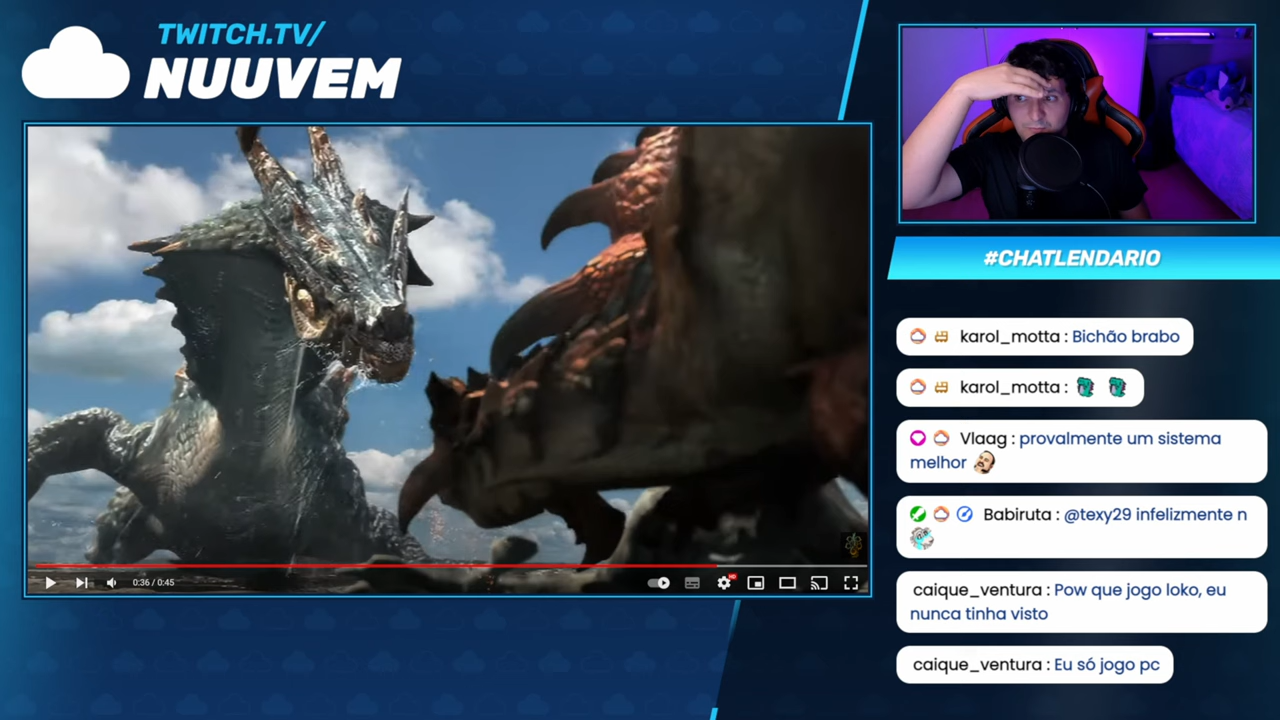 TWITCH.TV/
NUUVEM
#CHATLENDARIO
karol_motta : Bichão brabo
karol_motta :
Vlaag : provalmente um sistema
melhor
Babiruta : @texy29 infelizmente n
caique_ventura : Pow que jogo loko, eu
nunca tinha visto
caique_ventura : Eu só jogo pc
0:36 / 0:45
HD